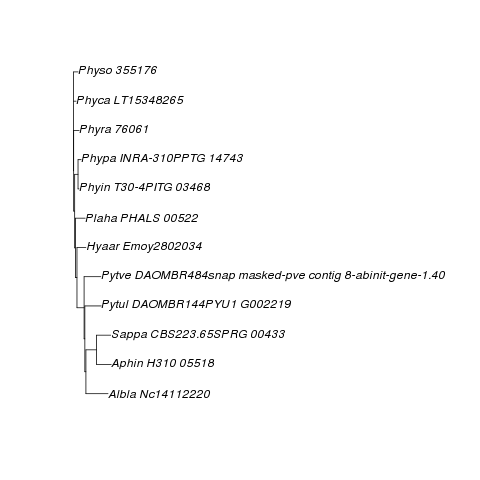 Physo 355176
Phyca LT15348265
Phyra 76061
Phypa INRA-310PPTG 14743
Phyin T30-4PITG 03468
Plaha PHALS 00522
Hyaar Emoy2802034
Pytve DAOMBR484snap masked-pve contig 8-abinit-gene-1.40
Pytul DAOMBR144PYU1 G002219
Sappa CBS223.65SPRG 00433
Aphin H310 05518
Albla Nc14112220